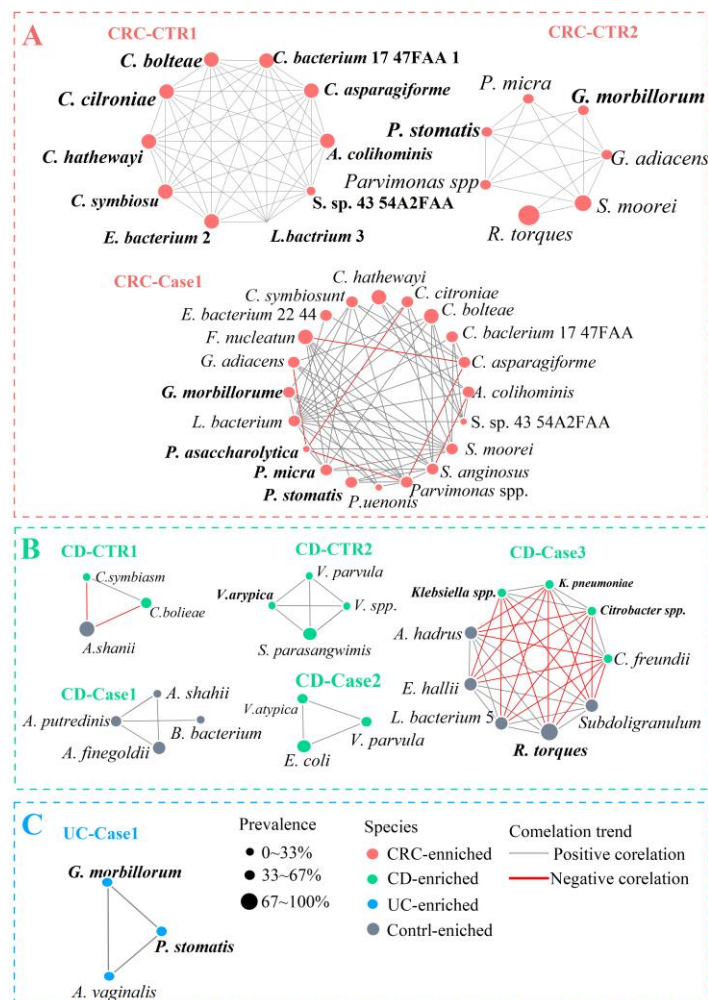 A
CRC-CTR1
C. bolteae
C. bacterium 17 47FAA 1
C. cilroniae
C. asparagiforme
C. hathewayi
A. colihominis
C. symbiosu
S. sp. 43 54A2FAA
E. bacterium 2
L.bactrium 3
CRC-CTR2
P. micra
G. morbillorum
P. stomatis
G. adiacens
Parvimonas spp
S. moorei
R. torques
CRC-Case1
C. hathewayi
C. symbiosunt
C. citroniae
E. bacterium 22 44
C. bolteae
F. nucleatun
C. baclerium 17 47FAA
G. adiacens
C. asparagiforme
G. morbillorume
A. colihominis
L. bacterium
S. sp. 43 54A2FAA
P. asaccharolytica
S. moorei
P. micra
S. anginosus
P. stomatis
P.uenonis
Parvimonas spp.
B
CD-CTR1
C.symbiasm
C.bolieae
A.shanii
CD-CTR2
V. parvula
V.arypica
V. spp.
S. parasangwimis
CD-Case3
K. pneumoniae
Klebsiella spp.
Citrobacter spp.
A. hadrus
C. freundii
E. hallii
L. bacterium 5
Subdoligranulum
R. torques
CD-Case1
A. shahii
A. putredinis
B. bacterium
A. finegoldii
CD-Case2
V.atypica
V. parvula
E. coli
C
UC-Case1
G. morbillorum
P. stomatis
A. vaginalis
Prevalence
0~33%
33~67%
67~100%
Species
CRC-enniched
CD-enriched
UC-enriched
Contrl-eniched
Comelation trend
Positive corelation
Negative corelation